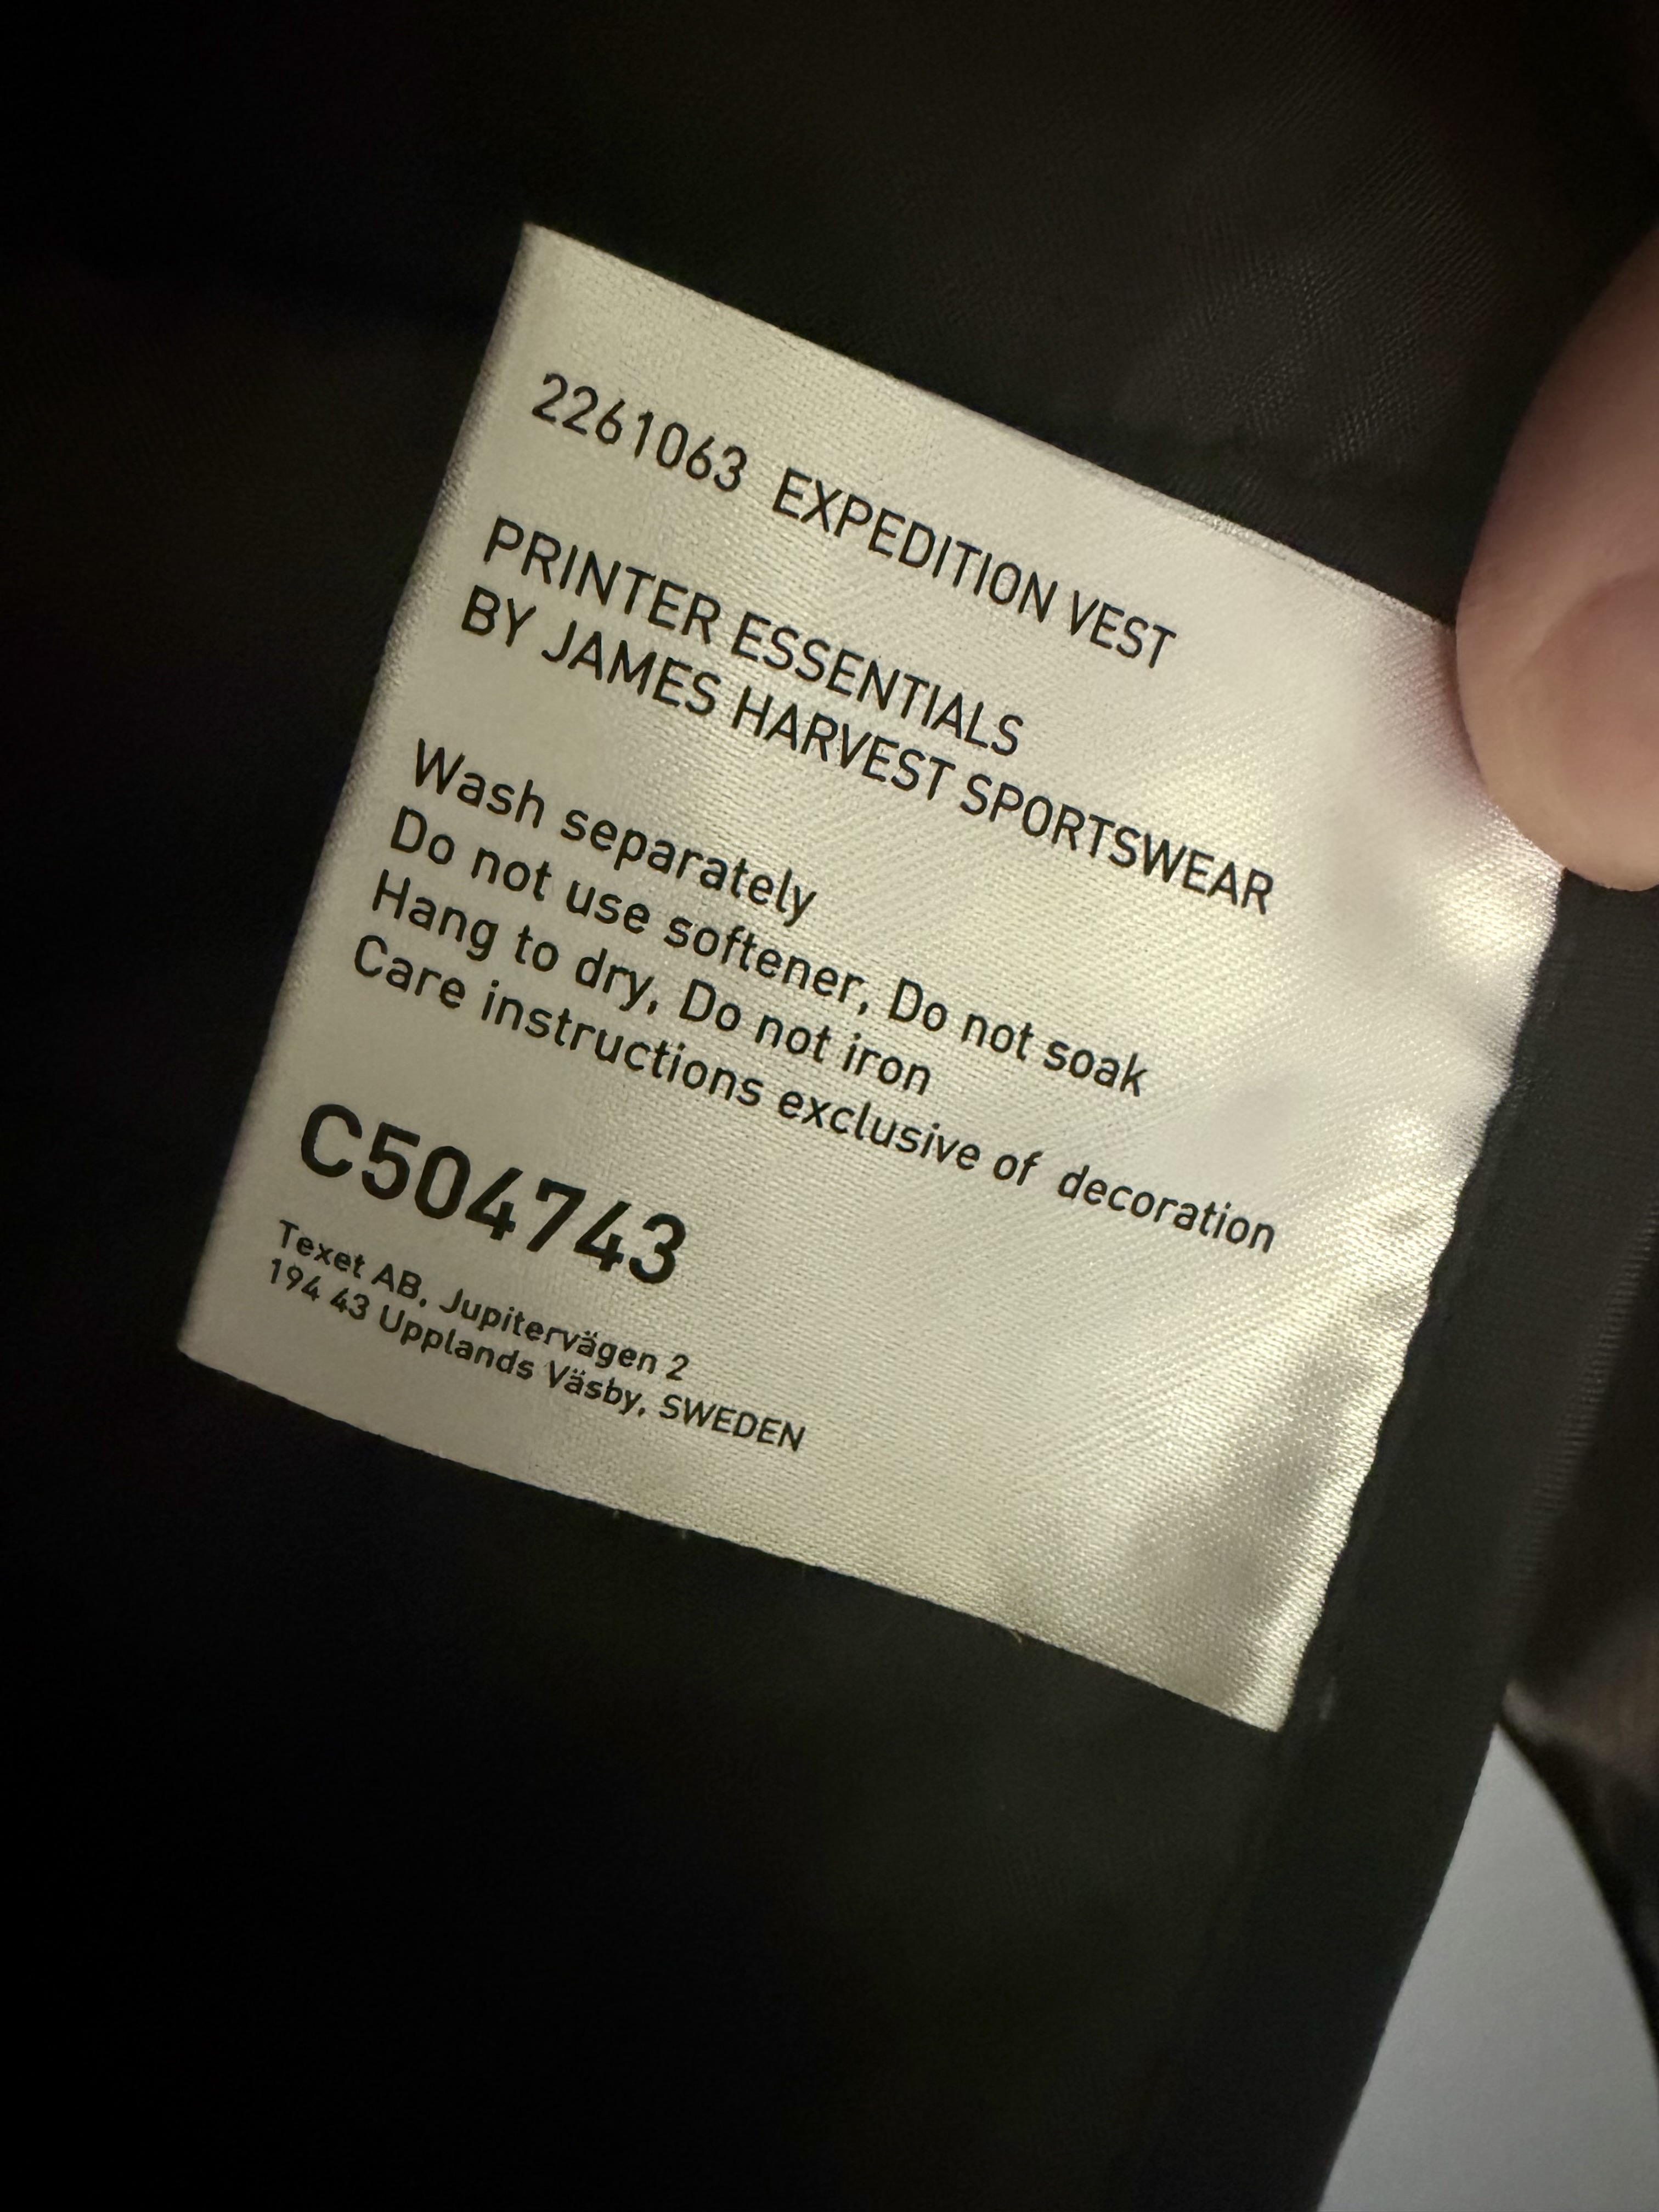 2261063 EXPEDITION VEST
PRINTER ESSENTIALS
BY JAMES HARVEST SPORTSWEAR
Wash separately
Do not use softener, Do not soak
Hang to dry, Do not iron
Care instructions exclusive of decoration
C504743
Texet AB, Jupitervägen 2
194 43 Upplands Väsby, SWEDEN